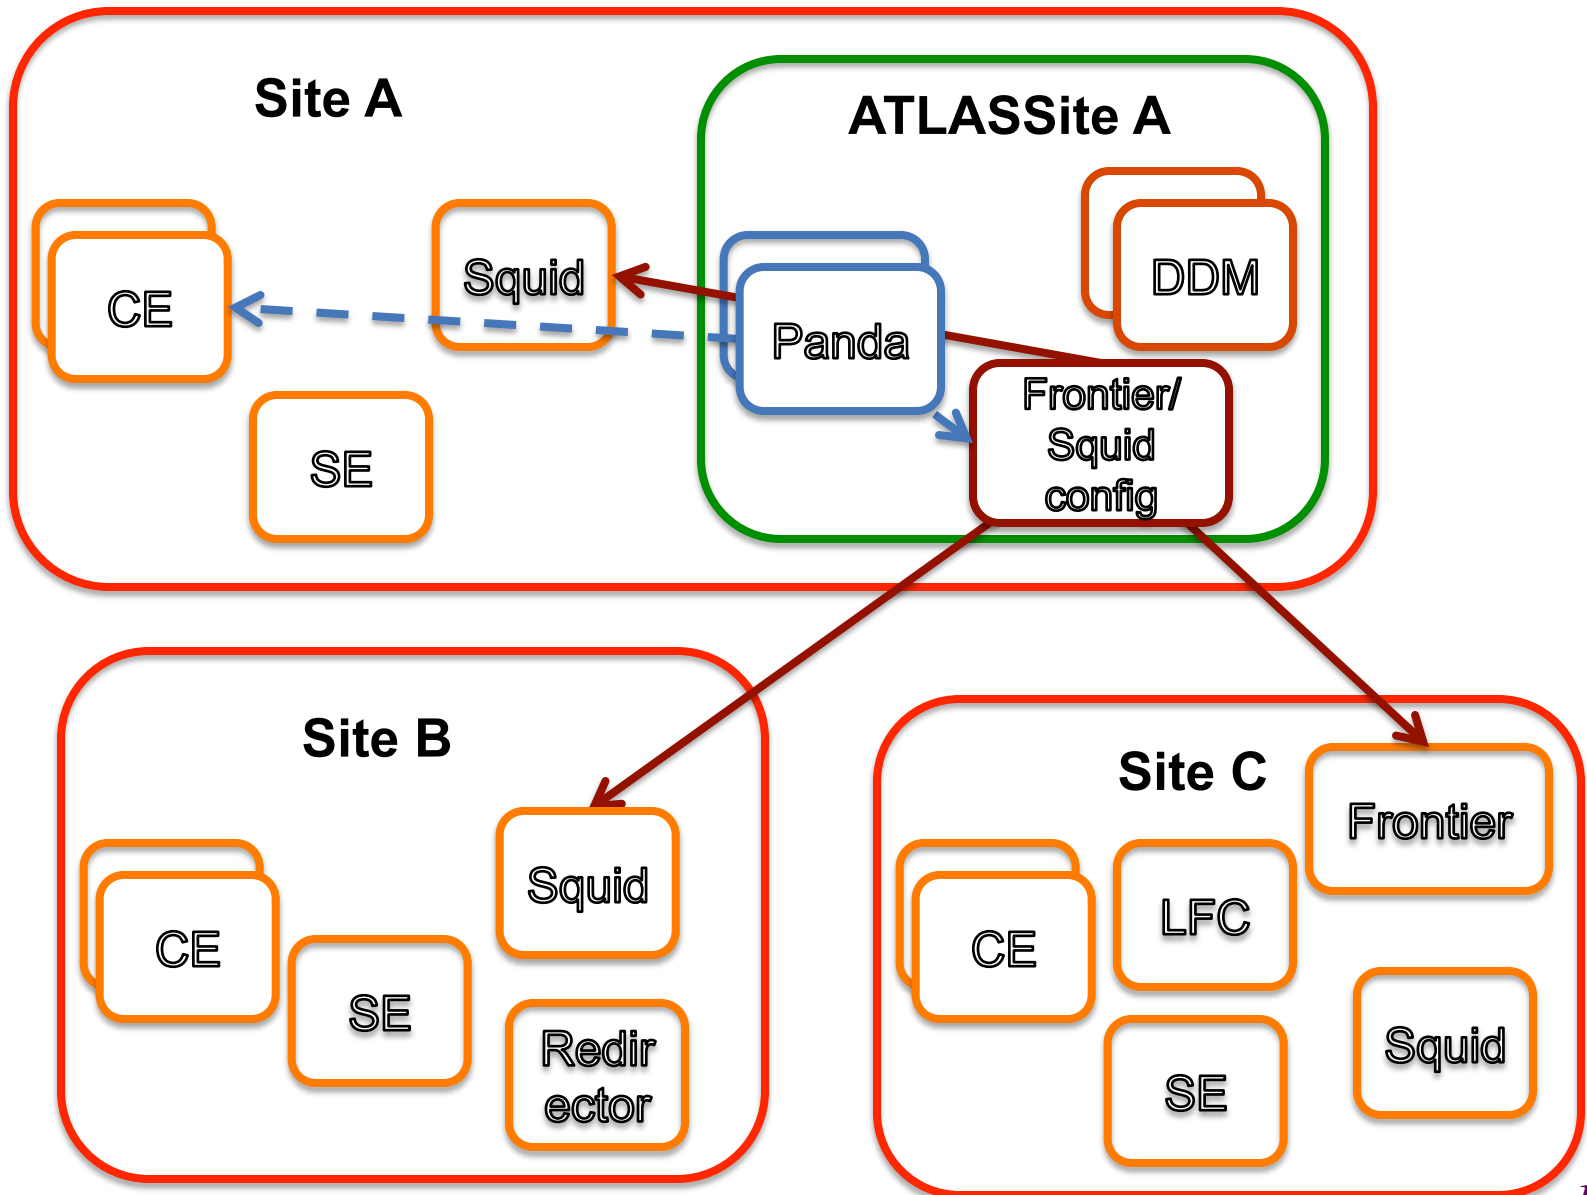 Site A
ATLASSite A
CE
Squid
Panda
DDM
Frontier/
Squid
config
SE
Site B
Squid
CE
SE
Redir
ector
Site C
Frontier
LFC
CE
Squid
SE